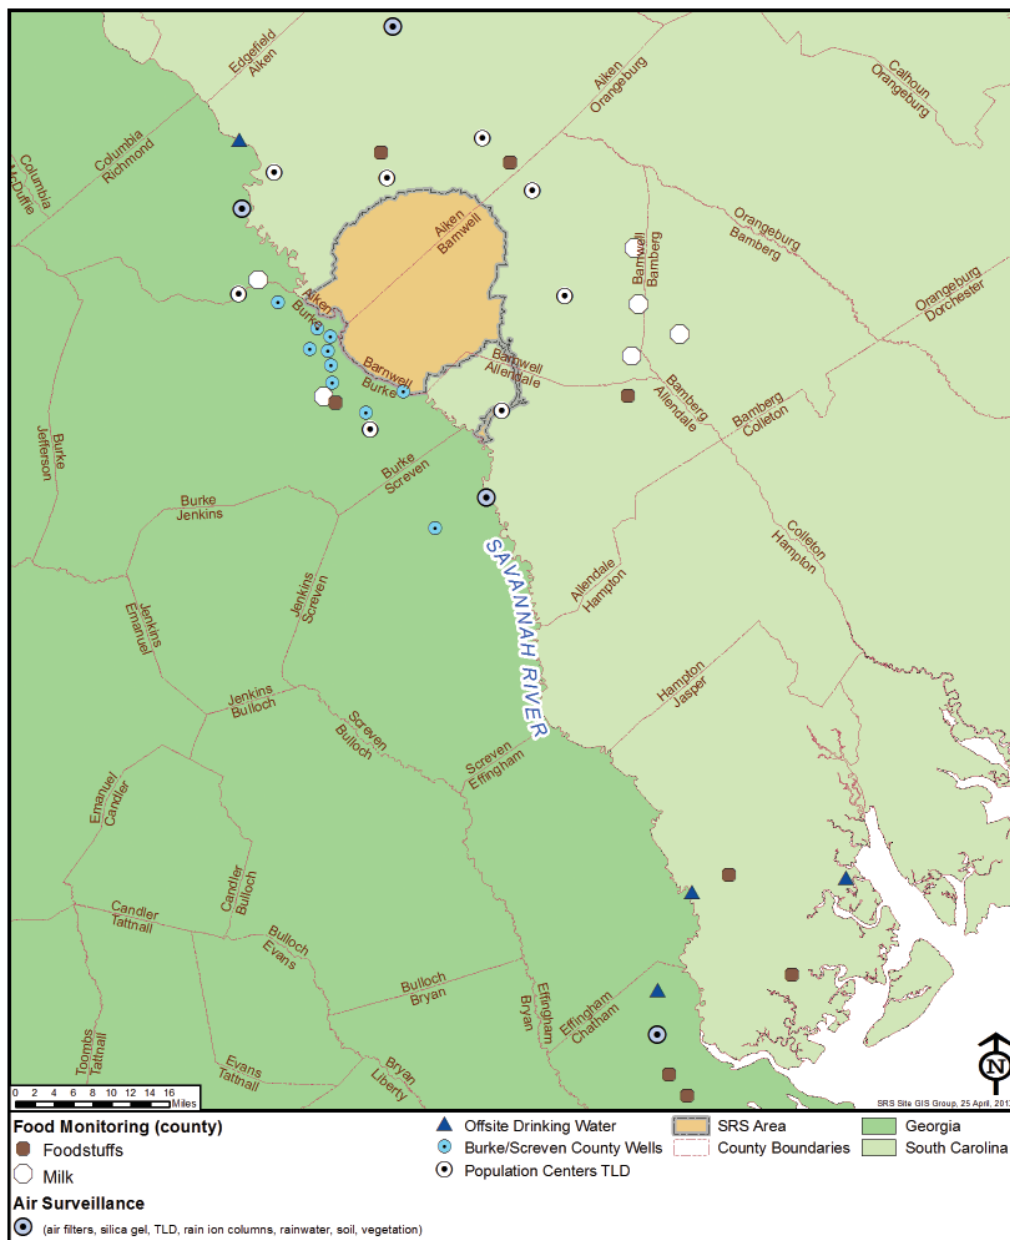 Edgefield
Aiken
Aiken
Orangeburg
Calhoun
Orangeburg
Columbia
Richmond
Columbia
McDuffie
Aiken
Barnwell
Orangeburg
Bamberg
Barnwell
Bamberg
Orangeburg
Dorchester
Aiken
Burke
Barnwell
Burke
Barnwell
Allendale
Bamberg
Allendale
Bamberg
Colleton
Burke
Jefferson
Burke
Screven
Burke
Jenkins
Colleton
Hampton
SAVANNAH RIVER
Allendale
Hampton
Jenkins
Screven
Jenkins
Emanuel
Hampton
Jasper
Jenkins
Bulloch
Screven
Bulloch
Screven
Effingham
Emanuel
Candler
Candler
Bulloch
Candler
Tattnall
Bulloch
Evans
Bulloch
Bryan
Effingham
Bryan
Effingham
Chatham
Toombs
Tattnall
Evans
Tattnall
Bryan
Liberty
0 2 4 6 8 10 12 14 16
Miles
N
SRS Site GIS Group, 25 April, 201
Food Monitoring (county)
Foodstuffs
Milk
Air Surveillance
(air filters, silica gel, TLD, rain ion columns, rainwater, soil, vegetation)
Offsite Drinking Water
Burke/Screven County Wells
Population Centers TLD
SRS Area
County Boundaries
Georgia
South Carolina